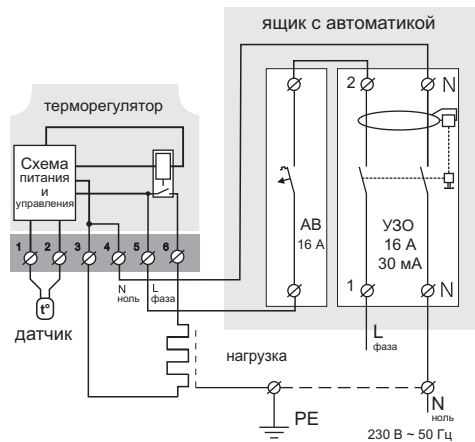 ящик с автоматикой
терморегулятор
Схема
питания
и
управления
1 2 3 4 5 6
N
ноль
L
фаза
t°
датчик
АВ
16 А
2 N
УЗО
16 А
30 мА
1 N
L
фаза
нагрузка
PE
N
ноль
230 В ~ 50 Гц